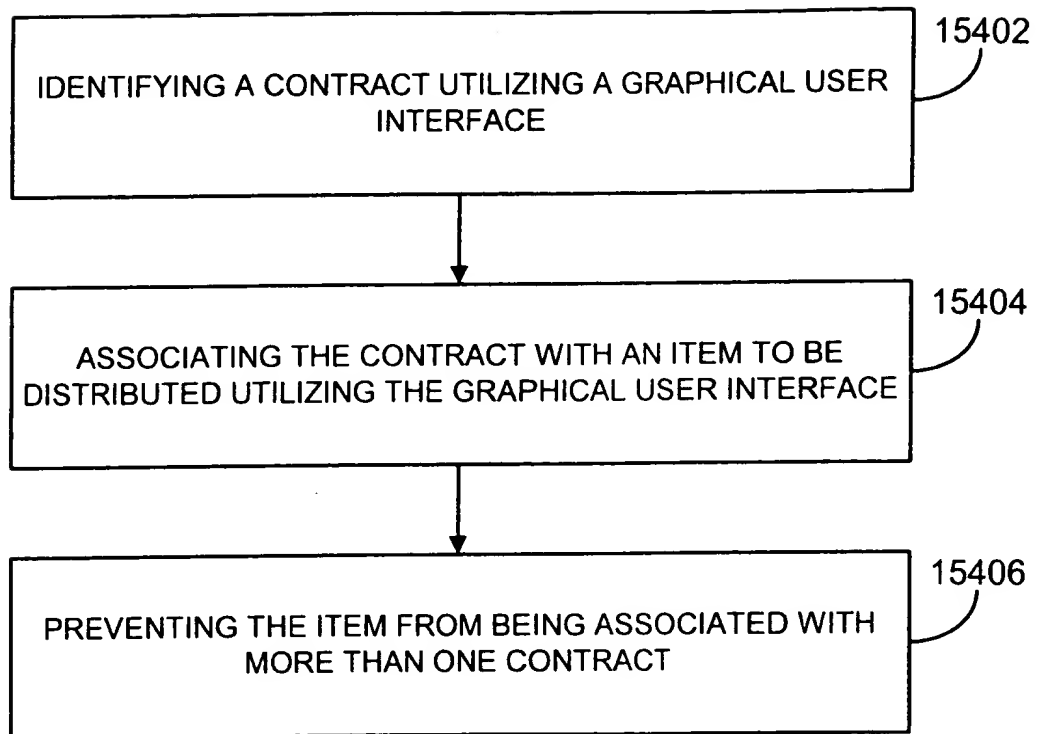 15402
IDENTIFYING A CONTRACT UTILIZING A GRAPHICAL USER
INTERFACE
15404
ASSOCIATING THE CONTRACT WITH AN ITEM TO BE
DISTRIBUTED UTILIZING THE GRAPHICAL USER INTERFACE
15406
PREVENTING THE ITEM FROM BEING ASSOCIATED WITH
MORE THAN ONE CONTRACT